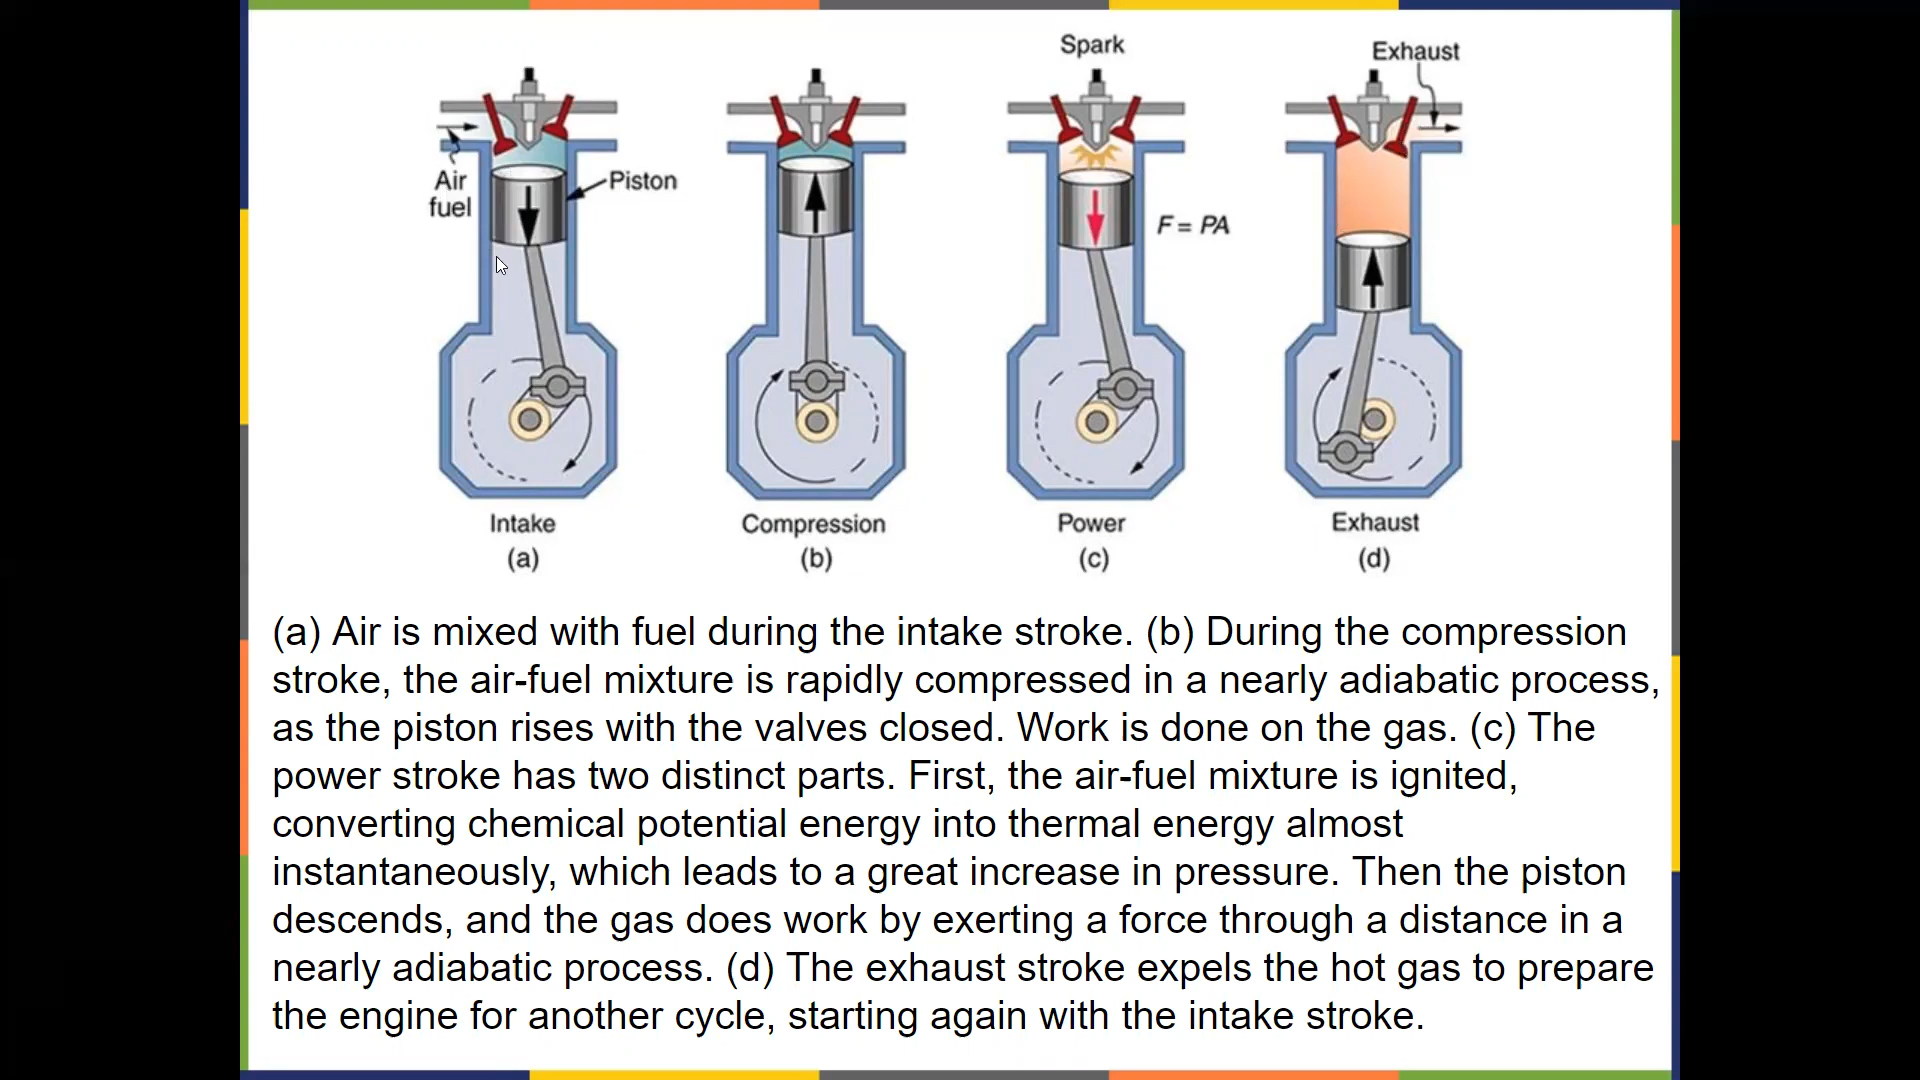 Spark
Exhaust
Air
fuel
Piston
F = PA
Intake
Compression
Power
Exhaust
(a)
(b)
(c)
(d)
(a) Air is mixed with fuel during the intake stroke. (b) During the compression
stroke, the air-fuel mixture is rapidly compressed in a nearly adiabatic process,
as the piston rises with the valves closed. Work is done on the gas. (c) The
power stroke has two distinct parts. First, the air-fuel mixture is ignited,
converting chemical potential energy into thermal energy almost
instantaneously, which leads to a great increase in pressure. Then the piston
descends, and the gas does work by exerting a force through a distance in a
nearly adiabatic process. (d) The exhaust stroke expels the hot gas to prepare
the engine for another cycle, starting again with the intake stroke.